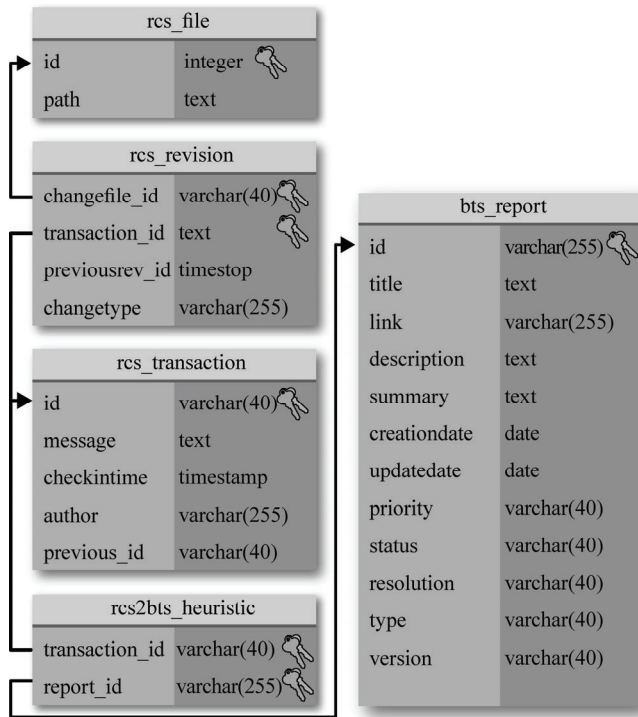 rcs_file
id integer
path text
rcs_revision
changefile_id varchar(40)
transaction_id text
previousrev_id timestop
changetype varchar(255)
rcs_transaction
id varchar(40)
message text
checkintime timestamp
author varchar(255)
previous_id varchar(40)
rcs2bts_heuristic
transaction_id varchar(40)
report_id varchar(255)
bts_report
id varchar(255)
title text
link varchar(255)
description text
summary text
creationdate date
updatedate date
priority varchar(40)
status varchar(40)
resolution varchar(40)
type varchar(40)
version varchar(40)